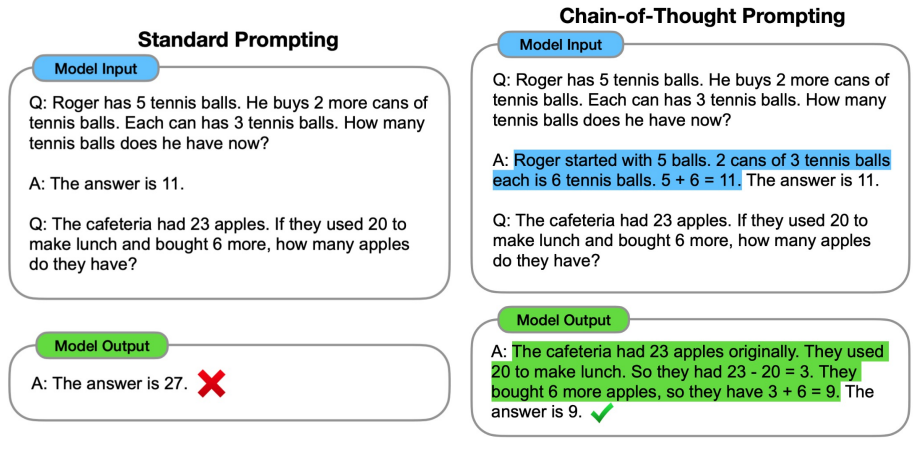 Standard Prompting
Model Input
Q: Roger has 5 tennis balls. He buys 2 more cans of
tennis balls. Each can has 3 tennis balls. How many
tennis balls does he have now?
A: The answer is 11.
Q: The cafeteria had 23 apples. If they used 20 to
make lunch and bought 6 more, how many apples
do they have?
Model Output
A: The answer is 27.
Chain-of-Thought Prompting
Model Input
Q: Roger has 5 tennis balls. He buys 2 more cans of
tennis balls. Each can has 3 tennis balls. How many
tennis balls does he have now?
A: Roger started with 5 balls. 2 cans of 3 tennis balls
each is 6 tennis balls. 5 + 6 = 11. The answer is 11.
Q: The cafeteria had 23 apples. If they used 20 to
make lunch and bought 6 more, how many apples
do they have?
Model Output
A: The cafeteria had 23 apples originally. They used
20 to make lunch. So they had 23 - 20 = 3. They
bought 6 more apples, so they have 3 + 6 = 9. The
answer is 9.